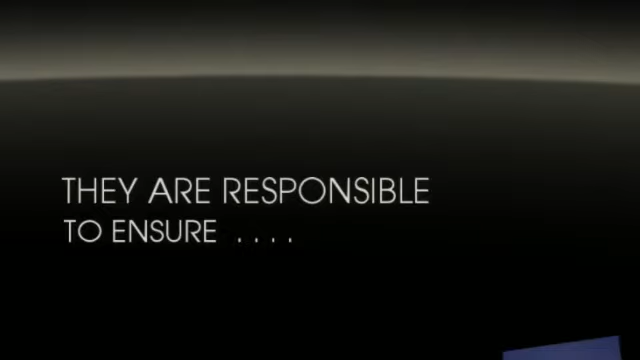 THEY ARE RESPONSIBLE
TO ENSURE . . . .